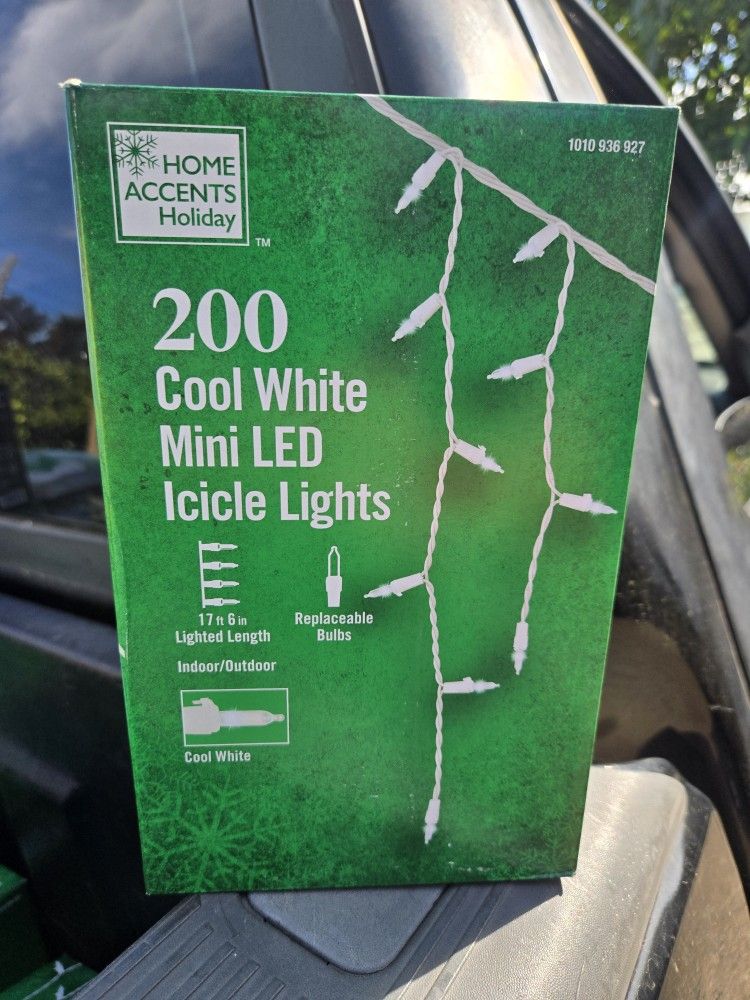 HOME
ACCENTS
Holiday
TM
1010 936 927
200
Cool White
Mini LED
Icicle Lights
17 ft 6 in
Lighted Length
Replaceable
Bulbs
Indoor/Outdoor
Cool White